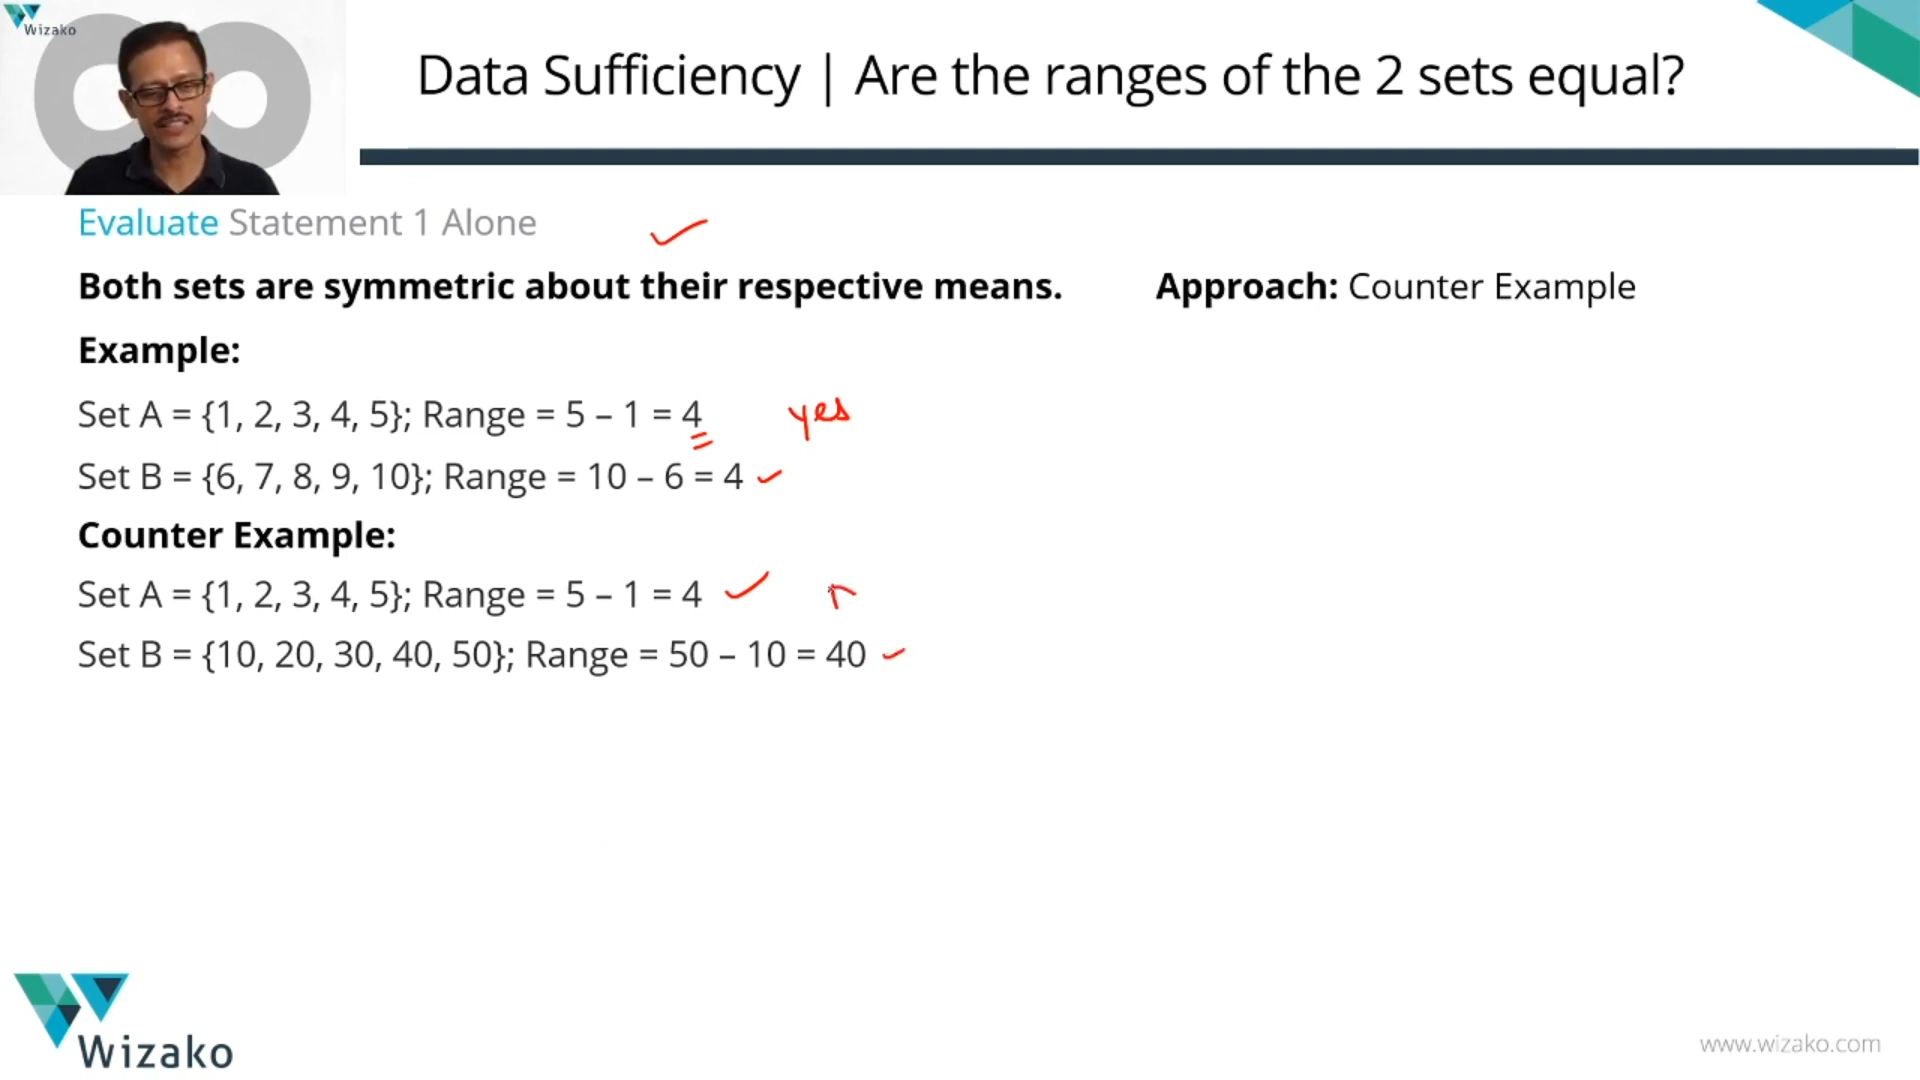 Wizako
Data Sufficiency | Are the ranges of the 2 sets equal?
Evaluate Statement 1 Alone
Both sets are symmetric about their respective means. Approach: Counter Example
Example:
Set A = {1, 2, 3, 4, 5}; Range = 5 – 1 = 4 yes
Set B = {6, 7, 8, 9, 10}; Range = 10 – 6 = 4
Counter Example:
Set A = {1, 2, 3, 4, 5}; Range = 5 – 1 = 4
Set B = {10, 20, 30, 40, 50}; Range = 50 – 10 = 40
Wizako
www.wizako.com